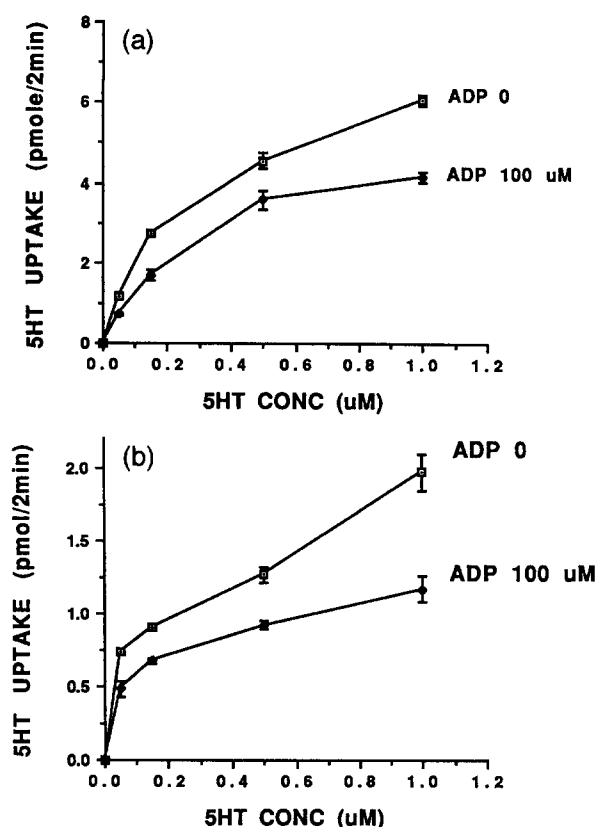 (a)
8
6
4
2
0
ADP 0
ADP 100 uM
5HT UPTAKE (pmole/2min)
0.0 0.2 0.4 0.6 0.8 1.0 1.2
5HT CONC (uM)
(b)
2.0
1.5
1.0
0.5
0.0
ADP 0
ADP 100 uM
5HT UPTAKE (pmol/2min)
0.0 0.2 0.4 0.6 0.8 1.0 1.2
5HT CONC (uM)